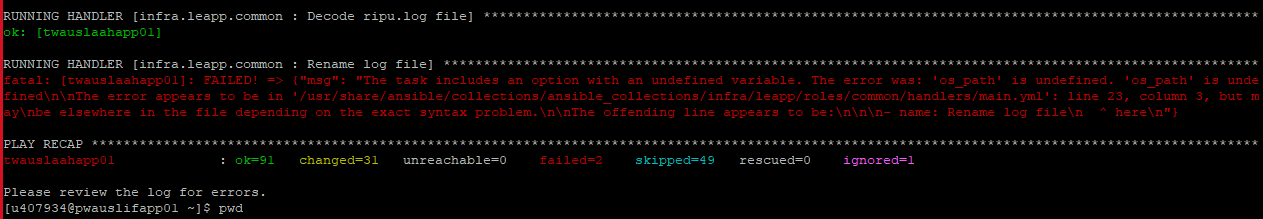 RUNNING HANDLER [infra.leapp.common : Decode ripu.log file] *************************************************************************************************
ok: [twauslaahapp01]
RUNNING HANDLER [infra.leapp.common : Rename log file] ******************************************************************************************************
fatal: [twauslaahapp01]: FAILED! => {"msg": "The task includes an option with an undefined variable. The error was: 'os_path' is undefined. 'os_path' is unde
fined\n\nThe error appears to be in '/usr/share/ansible/collections/ansible_collections/infra/leapp/roles/common/handlers/main.yml': line 23, column 3, but m
ay\nbe elsewhere in the file depending on the exact syntax problem.\n\nThe offending line appears to be:\n\n\n- name: Rename log file\n  ^ here\n"}
PLAY RECAP **************************************************************************************************************************************************
twauslaahapp01             : ok=91   changed=31   unreachable=0    failed=2    skipped=49   rescued=0    ignored=1
Please review the log for errors.
[u407934@pwauslifapp01 ~]$ pwd